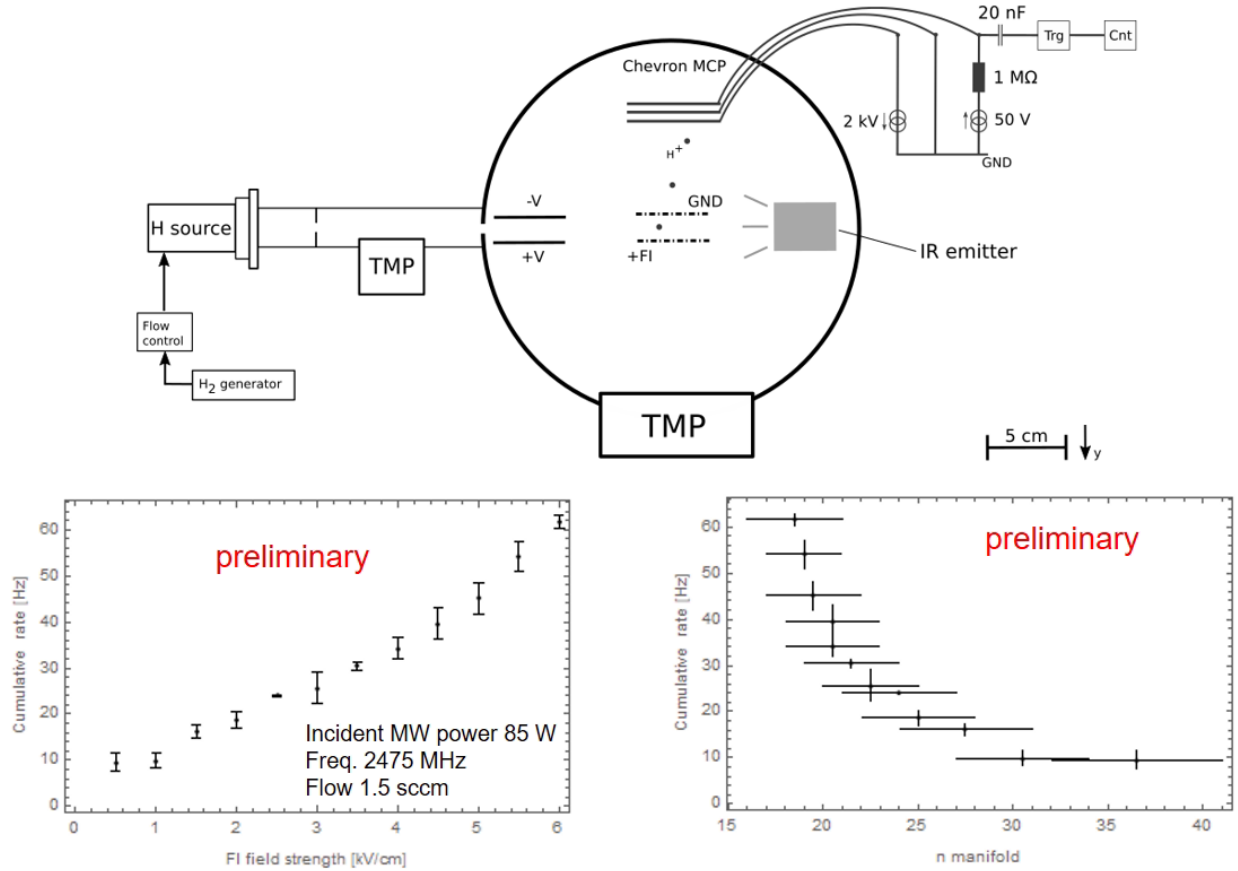 20 nF
Trg
Cnt
Chevron MCP
1 MΩ
2 kV
50 V
GND
H+
-V
GND
H source
IR emitter
+V
+FI
TMP
Flow
control
H2 generator
TMP
5 cm
y
Cumulative rate [Hz]
60
50
40
30
20
10
0
preliminary
Incident MW power 85 W
Freq. 2475 MHz
Flow 1.5 sccm
0 1 2 3 4 5 6
FI field strength [kV/cm]
Cumulative rate [Hz]
60
50
40
30
20
10
0
preliminary
15 20 25 30 35 40
n manifold